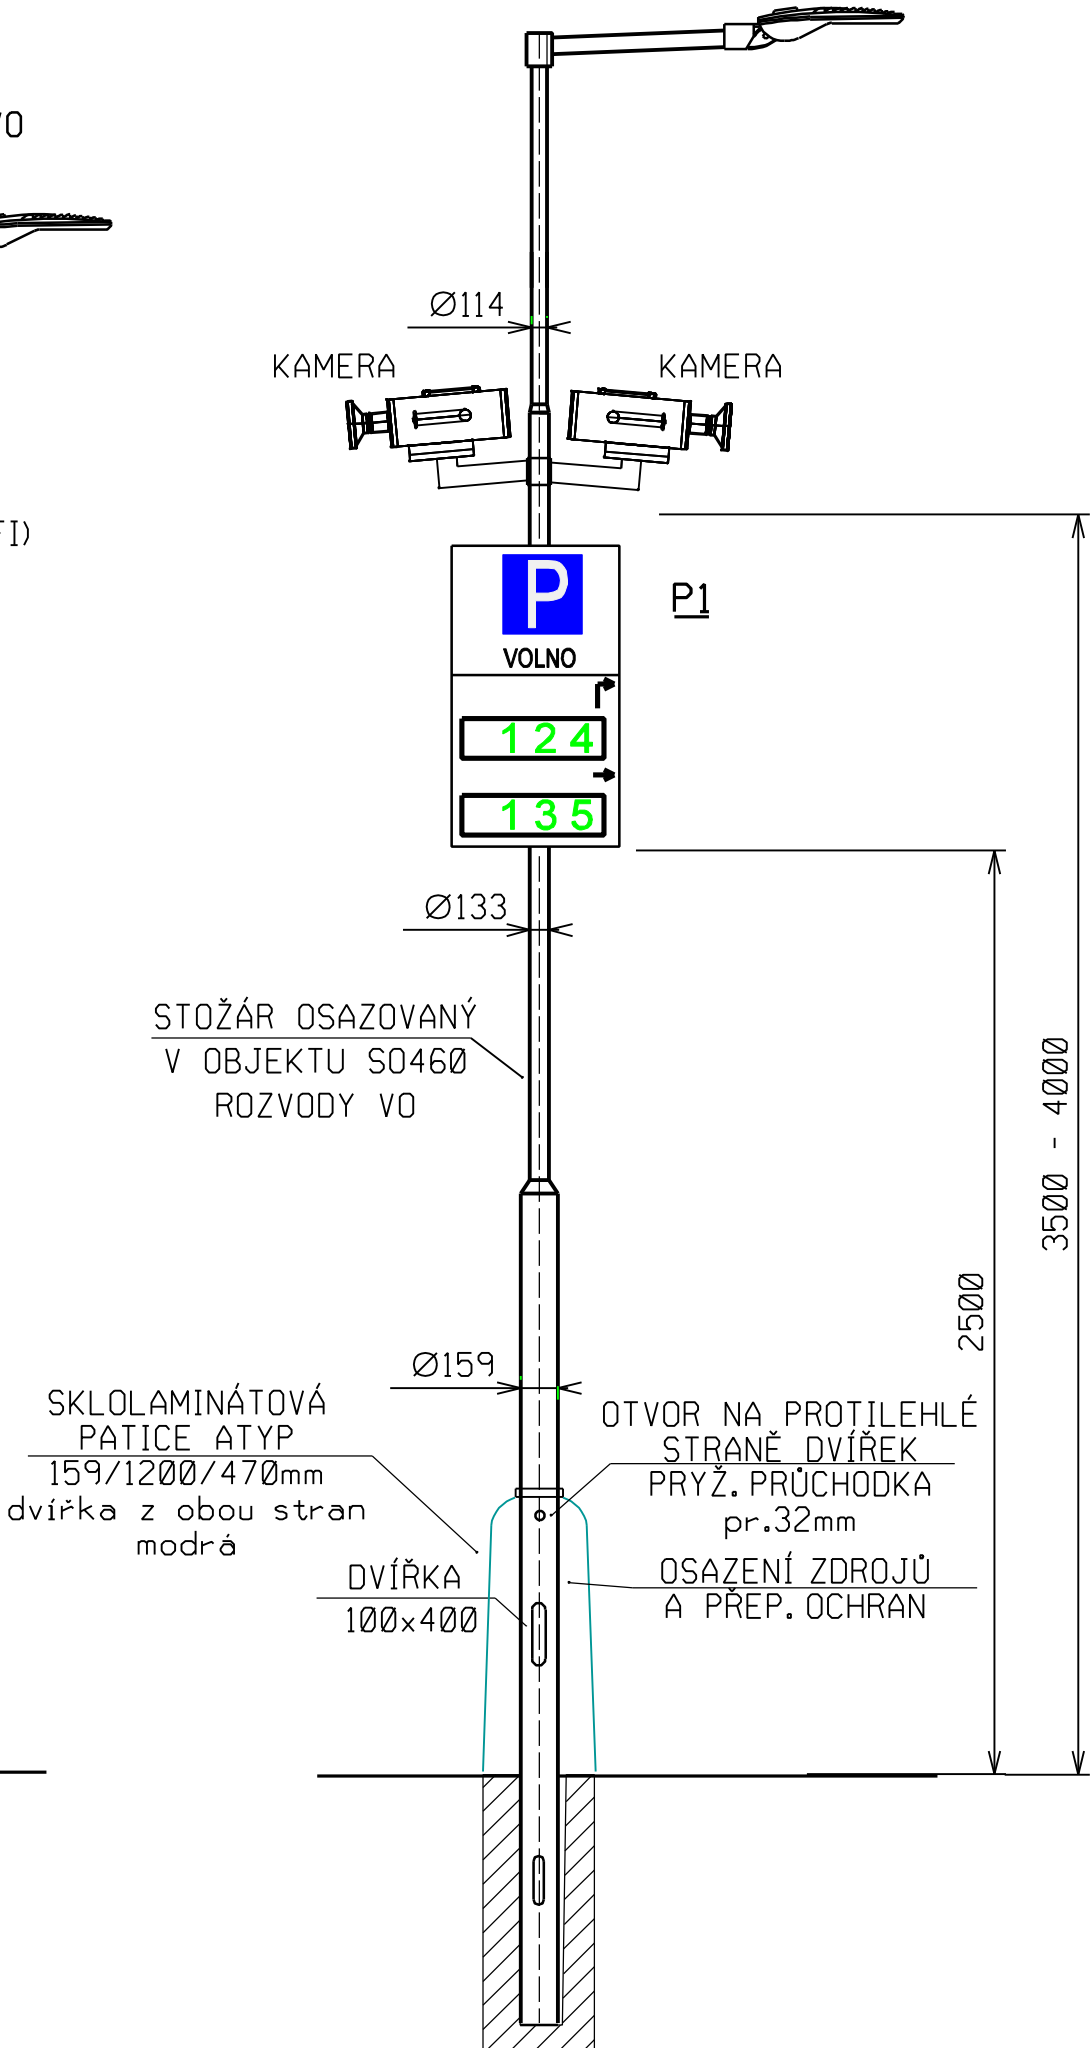 VO
Ø114
KAMERA
KAMERA
FI)
P
VOLNO
P1
124
135
Ø133
STOŽÁR OSAZOVANÝ
V OBJEKTU SO460
ROZVODY VO
3500 - 4000
2500
Ø159
SKLOLAMINÁTOVÁ
PATICE ATYP
159/1200/470mm
dvířka z obou stran
modrá
OTVOR NA PROTILEHLÉ
STRANĚ DVÍŘEK
PRYŽ. PRŮCHODKA
pr.32mm
DVÍŘKA
100x400
OSAZENÍ ZDROJŮ
A PŘEP. OCHRAN